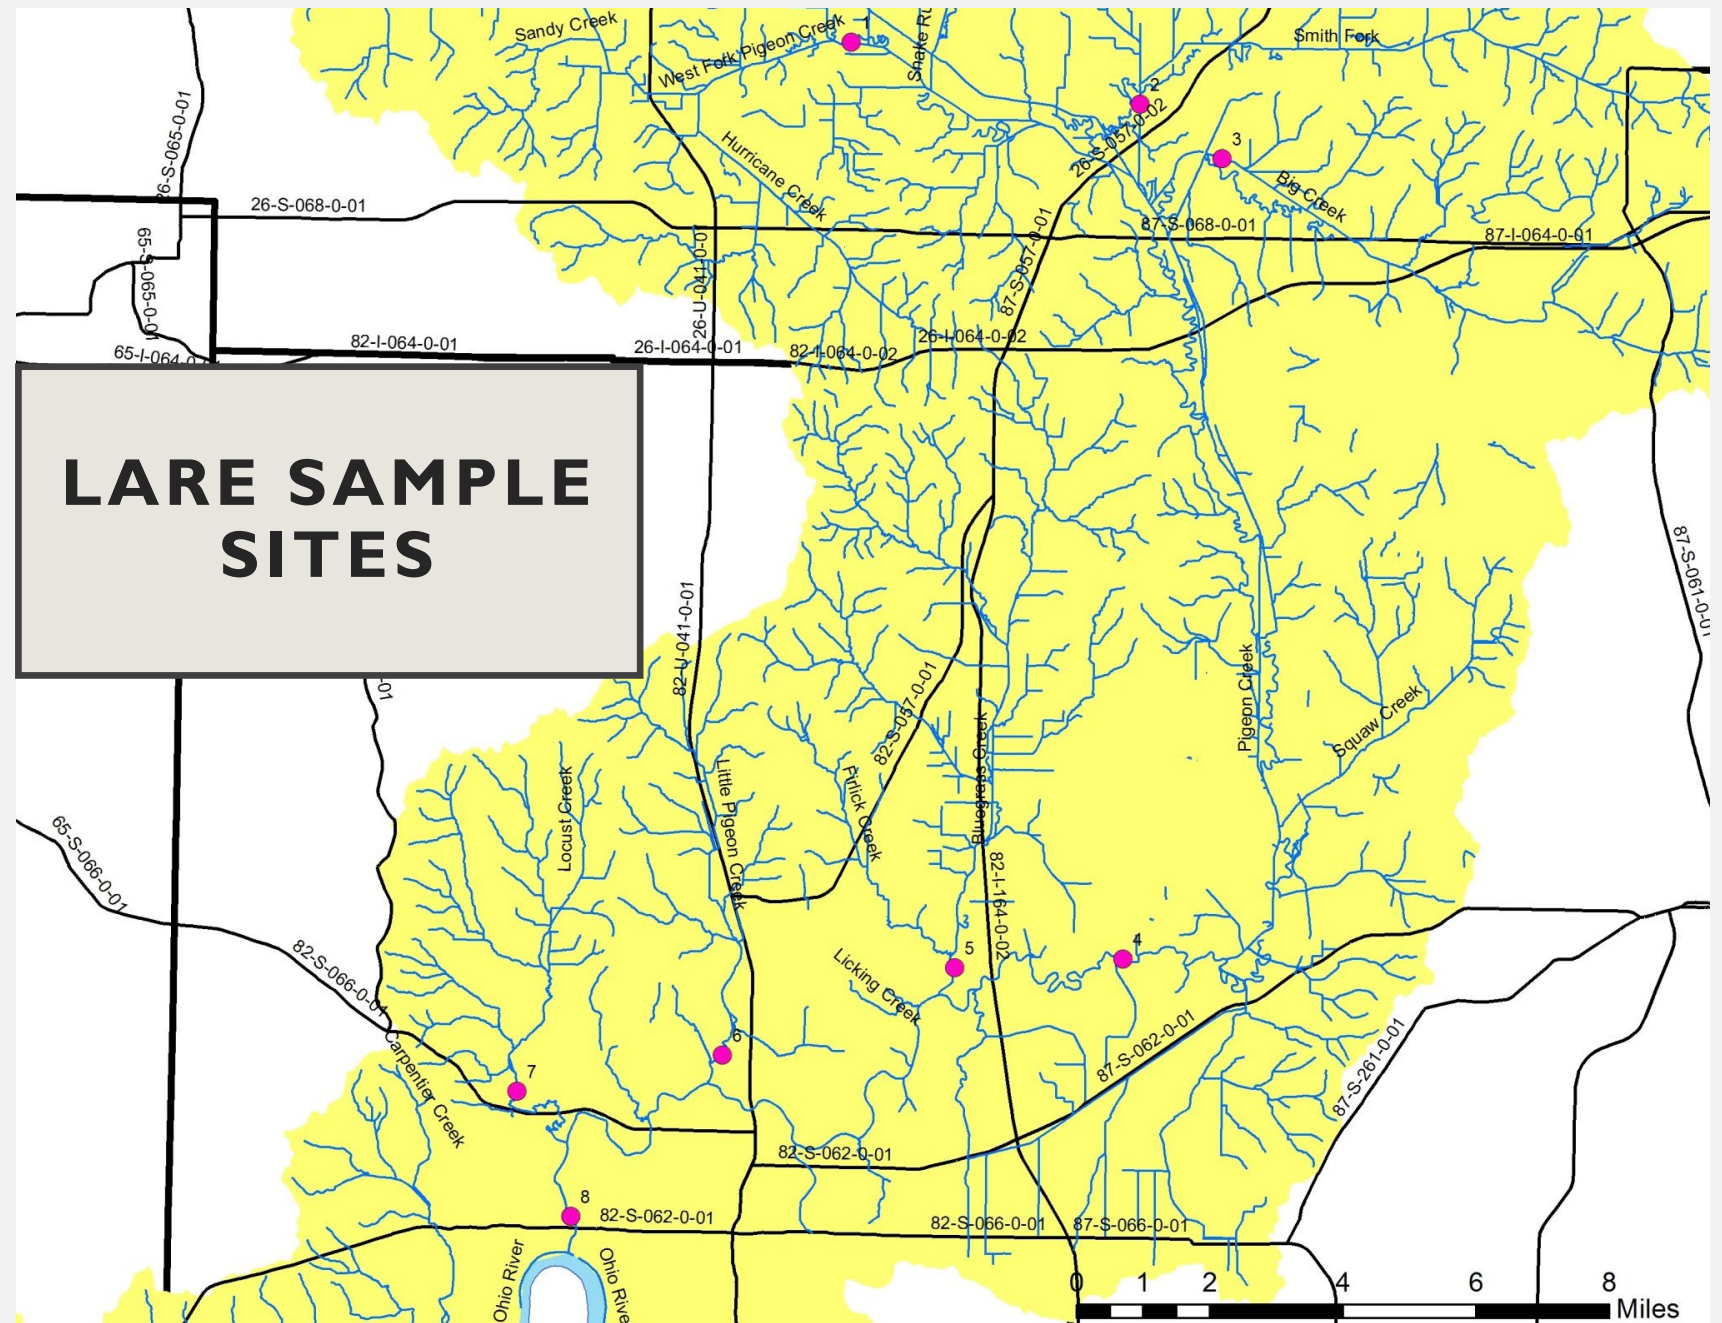 Sandy Creek
West Fork Pigeon Creek
1
Smith Fork
2
26-S-057-0-02
3
Big Creek
Hurricane Creek
26-S-065-0-01
26-S-068-0-01
87-S-068-0-01
87-I-064-0-01
65-S-065-0-01
26-U-041-0-01
87-S-057-0-01
82-I-064-0-01
26-I-064-0-01
82-I-064-0-02
26-I-064-0-02
LARE SAMPLE
SITES
87-S-061-0-01
82-U-041-0-01
82-S-057-0-01
Pigeon Creek
Squaw Creek
Locust Creek
Little Pigeon Creek
Firlick Creek
Bluegrass Creek
82-I-164-0-02
65-S-066-0-01
82-S-066-0-01
Licking Creek
5
4
6
7
Carpentier Creek
87-S-062-0-01
87-S-261-0-01
82-S-062-0-01
8
82-S-062-0-01
82-S-066-0-01
87-S-066-0-01
Ohio River
0 1 2 4 6 8
Miles